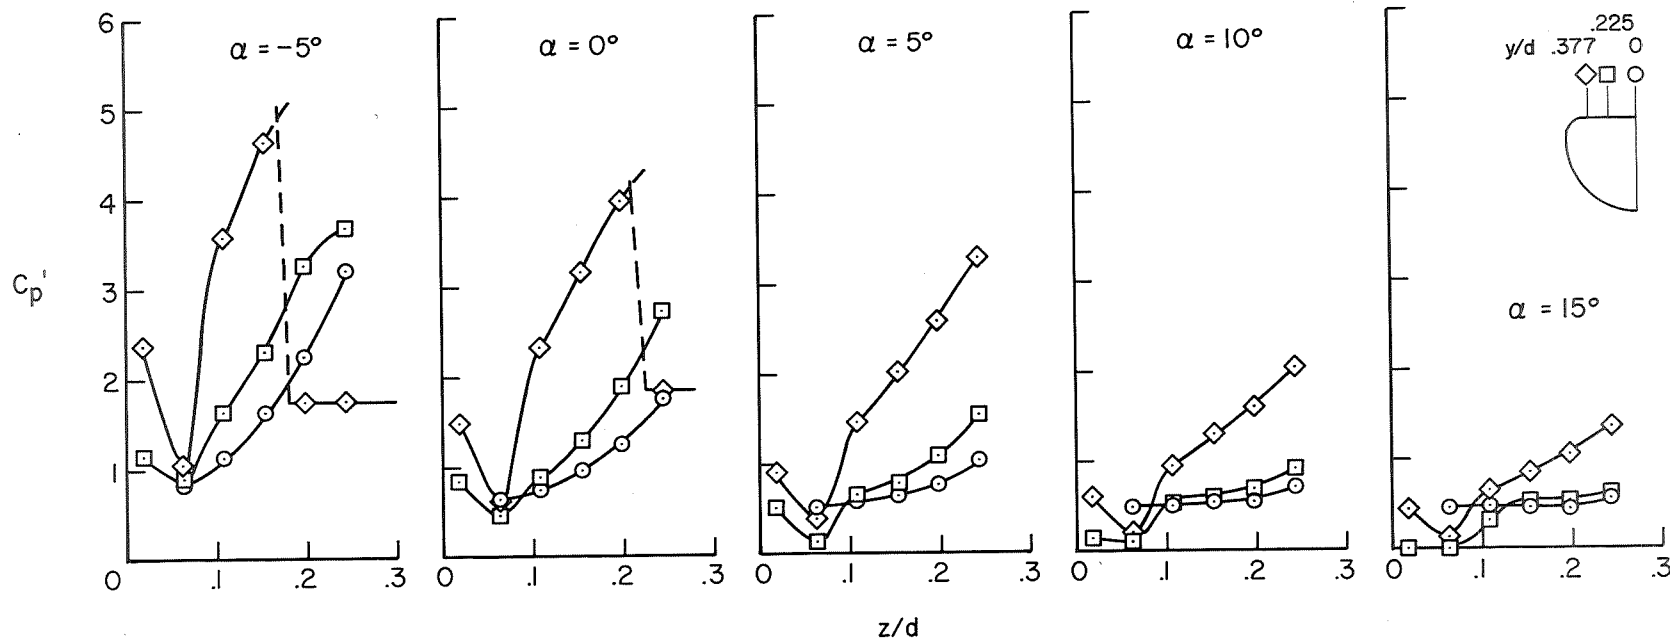 6
5
4
3
2
1
0 .1 .2 .3
Cp'
α = -5°
α = 0°
0 .1 .2 .3
α = 5°
0 .1 .2 .3
α = 10°
0 .1 .2 .3
.225
y/d .377 0
α = 15°
0 .1 .2 .3
z/d